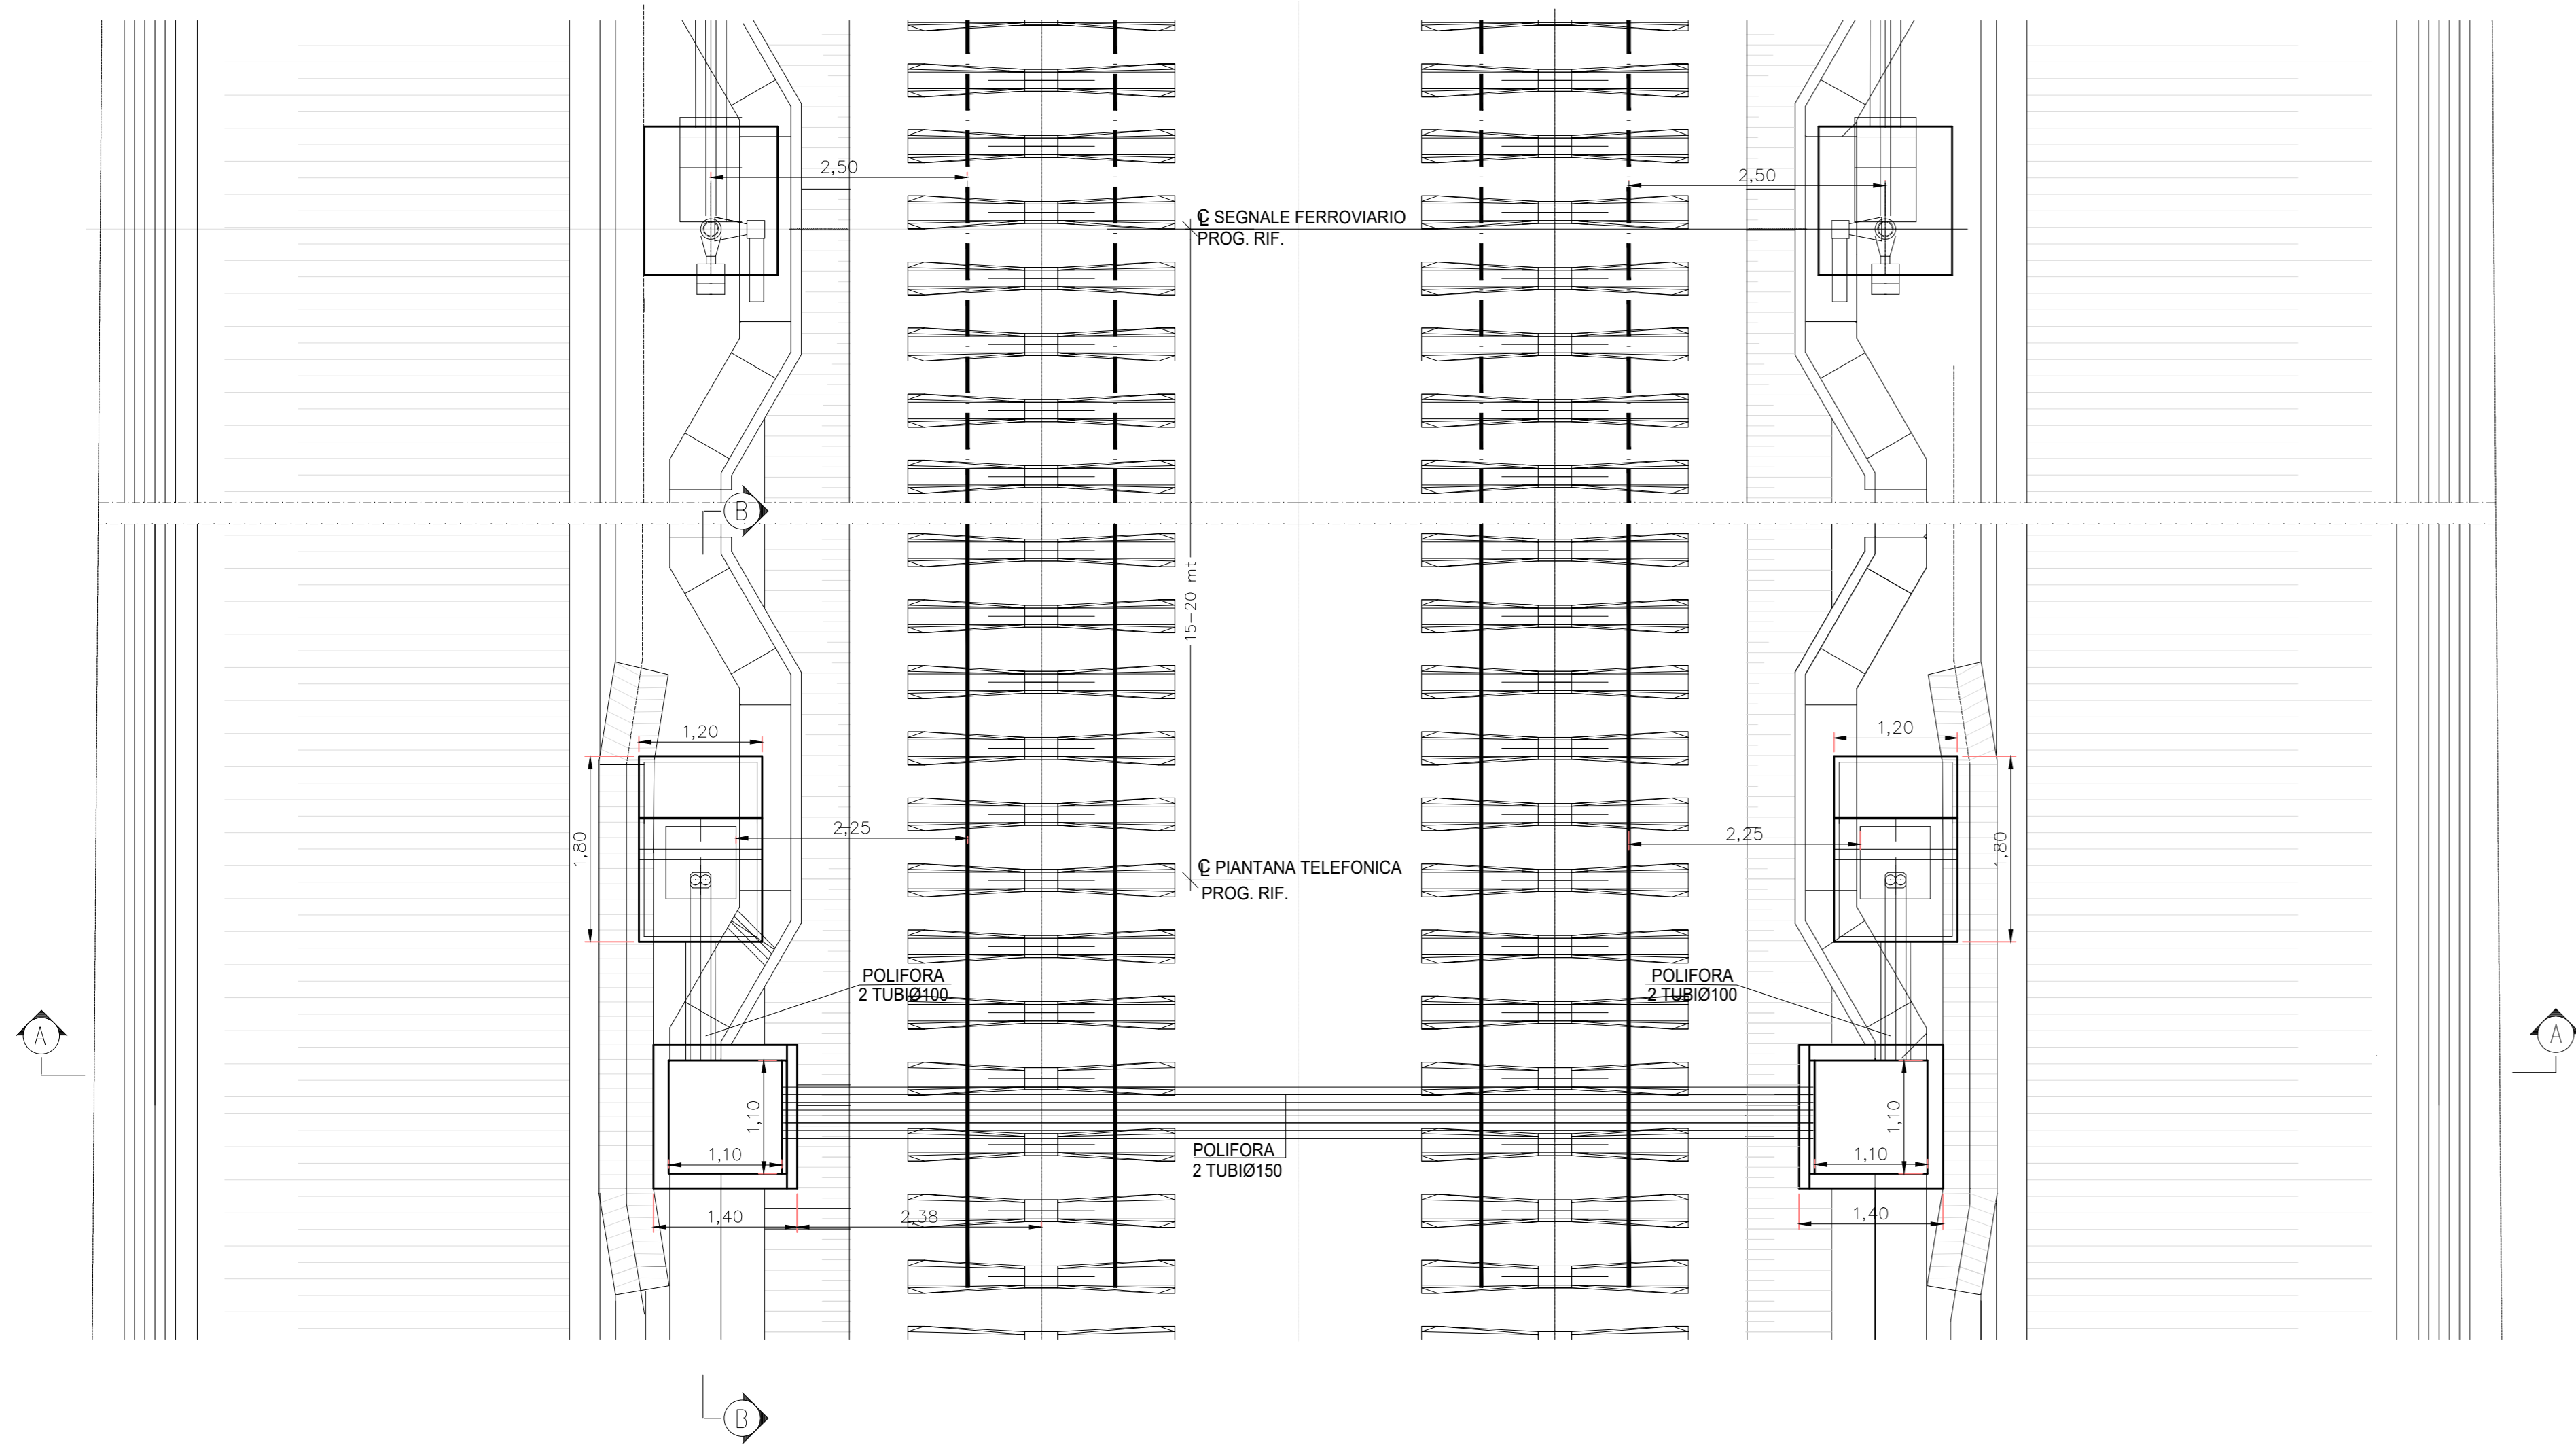 2,50
2,50
℄ SEGNALE FERROVIARIO
PROG. RIF.
B
15-20 mt
1,20
1,20
1,80
2,25
2,25
1,80
℄ PIANTANA TELEFONICA
PROG. RIF.
POLIFORA
2 TUBIØ100
POLIFORA
2 TUBIØ100
A
A
1,10
1,10
1,10
1,10
POLIFORA
2 TUBIØ150
1,40
2,38
1,40
B